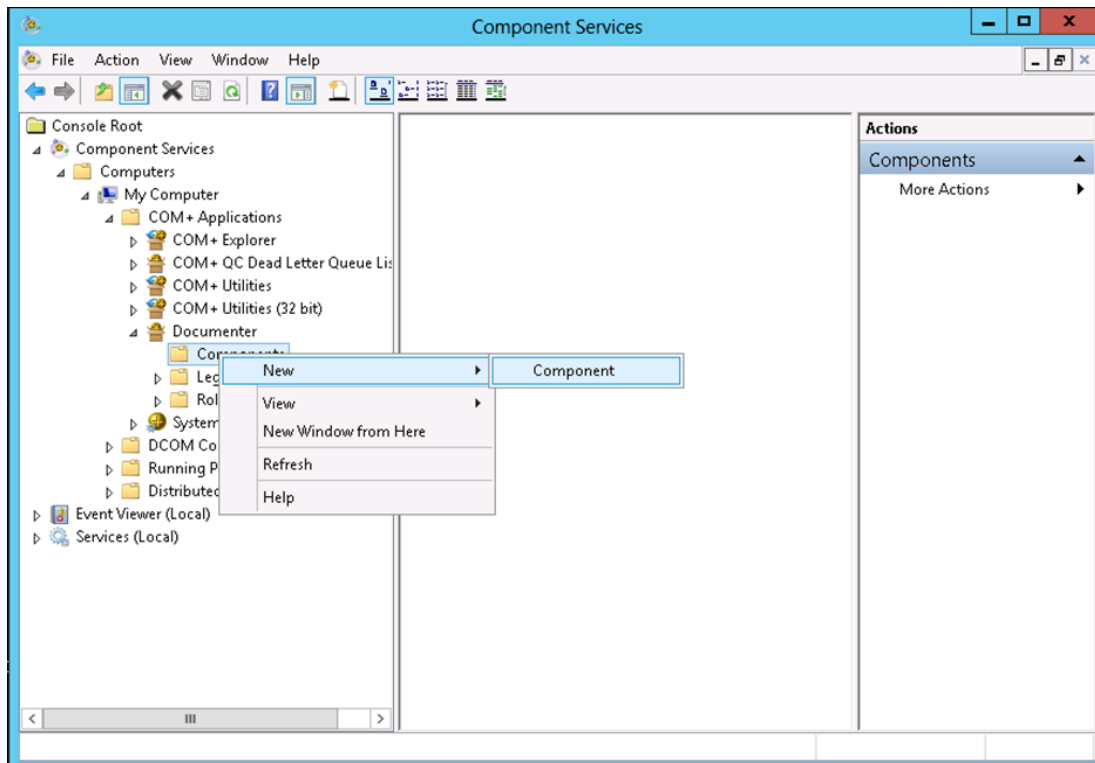 Component Services
File Action View Window Help
Console Root
Component Services
Computers
My Computer
COM+ Applications
COM+ Explorer
COM+ QC Dead Letter Queue Lis
COM+ Utilities
COM+ Utilities (32 bit)
Documenter
Components
Leg
Rol
System
DCOM Co
Running P
Distributed
Event Viewer (Local)
Services (Local)
New
View
New Window from Here
Refresh
Help
Component
Actions
Components
More Actions